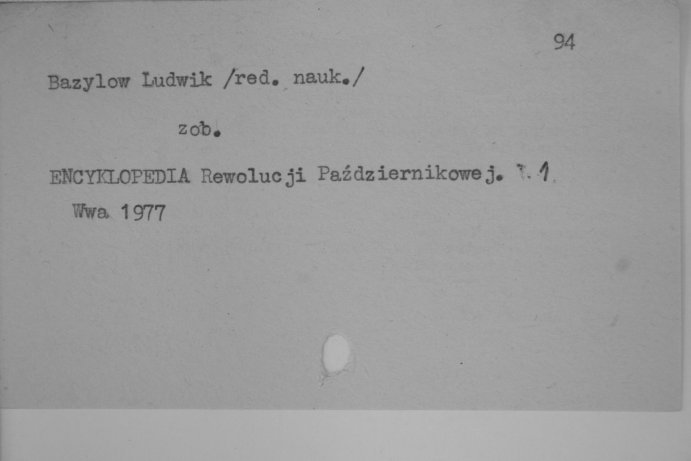 94
Bazylow Ludwik /red. nauk./
zob.
ENCYKLOPEDIA Rewolucji Październikowej. 1
Wwa 1977